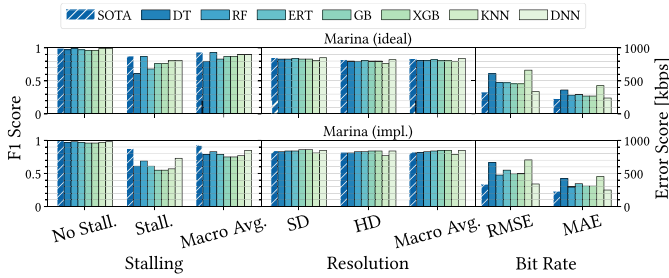 SOTA DT RF ERT GB XGB KNN DNN
Marina (ideal)
1
0.5
0
1000
500
0
Marina (impl.)
1
0.5
0
1000
500
0
F1 Score
Error Score [kbps]
No Stall. Stall. Macro Avg. SD HD Macro Avg. RMSE MAE
Stalling Resolution Bit Rate